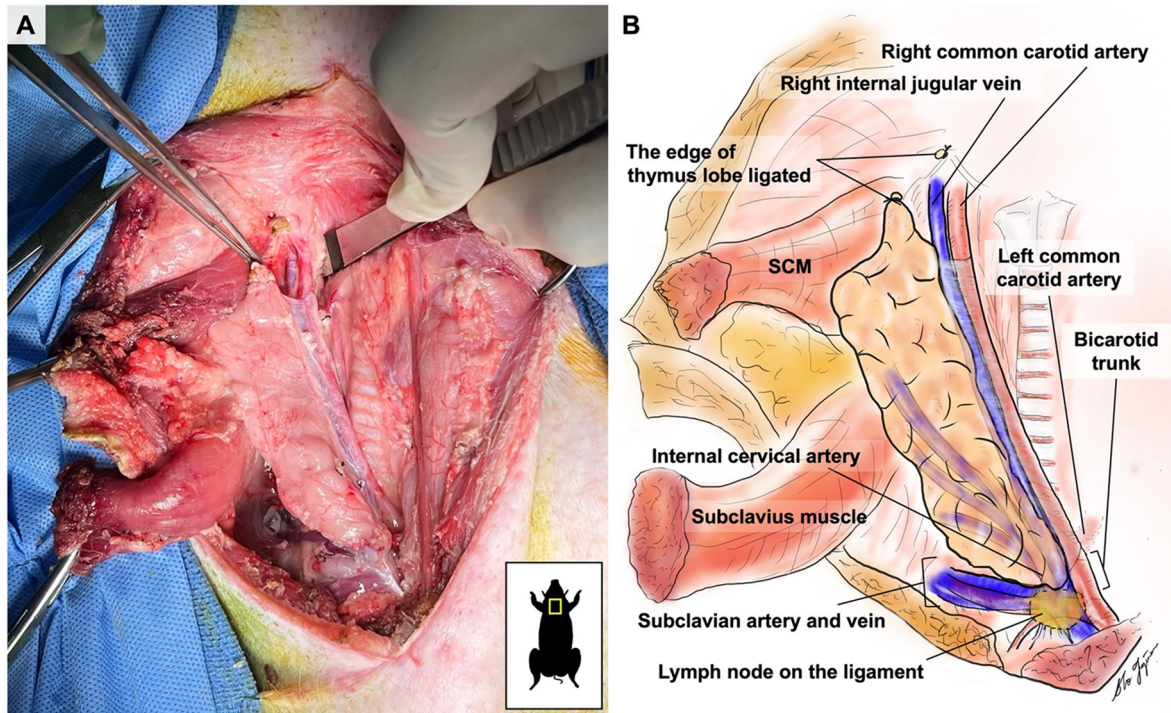 A
B
Right common carotid artery
Right internal jugular vein
The edge of
thymus lobe ligated
SCM
Left common
carotid artery
Bicarotid
trunk
Internal cervical artery
Subclavius muscle
Subclavian artery and vein
Lymph node on the ligament